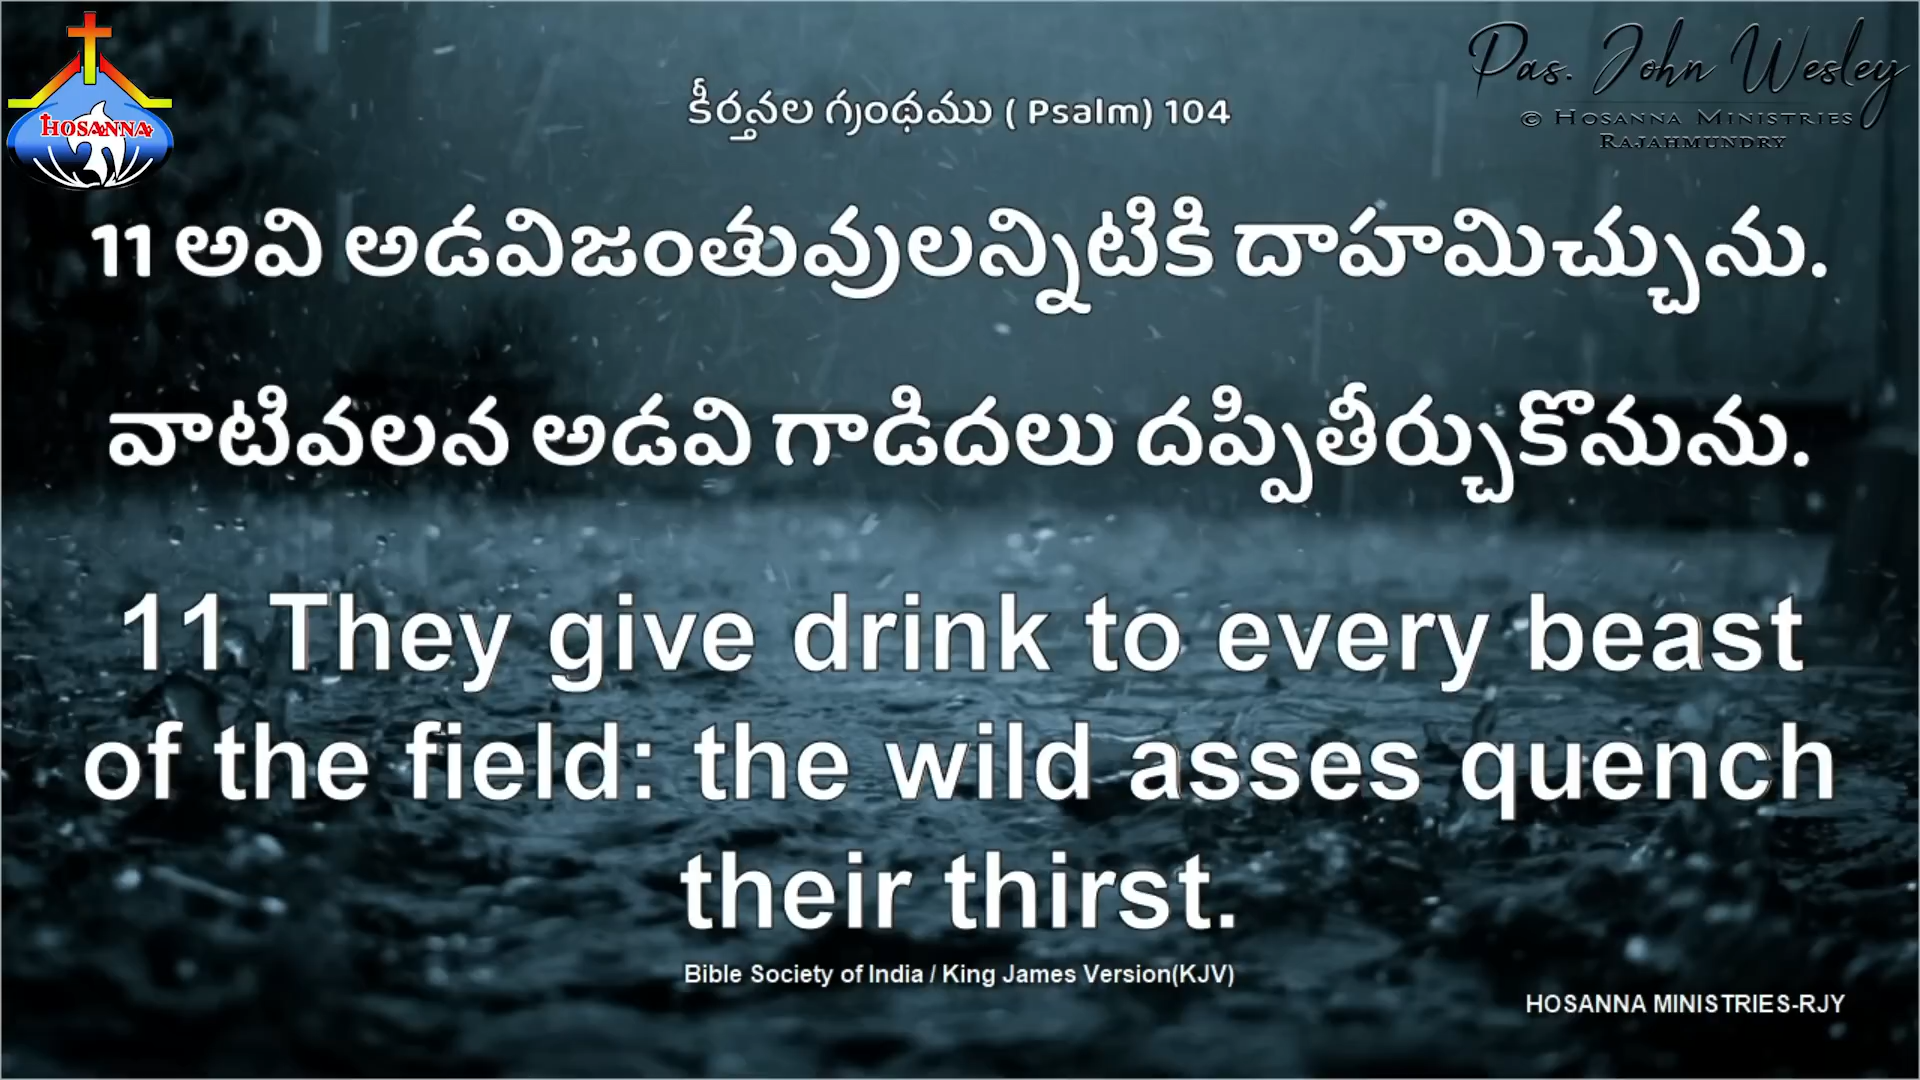 HOSANNA
Pas. John Wesley
© HOSANNA MINISTRIES
RAJAHMUNDRY
కీర్తనల గ్రంథము ( Psalm) 104
11 అవి అడవిజంతువులన్నిటికి దాహమిచ్చును.
వాటివలన అడవి గాడిదలు దప్పితీర్చుకొనును.
11 They give drink to every beast
of the field: the wild asses quench
their thirst.
Bible Society of India / King James Version(KJV)
HOSANNA MINISTRIES-RJY